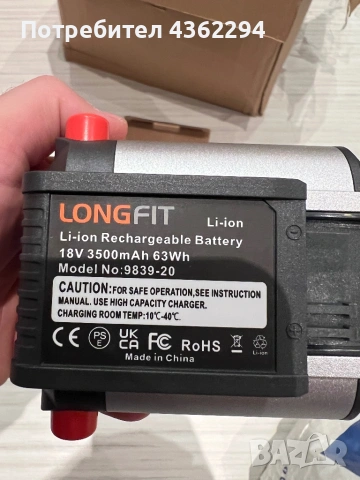 Потребител 4362294
LONGFIT
Li-ion
Li-ion Rechargeable Battery
18V 3500mAh 63Wh
Model No:9839-20
CAUTION: FOR SAFE OPERATION,SEE INSTRUCTION
MANUAL. USE HIGH CAPACITY CHARGER.
CHARGING ROOM TEMP:10℃-40℃.
CE PS E UK CA FC RoHS Li-ion
Made in China
BAZAR
bg